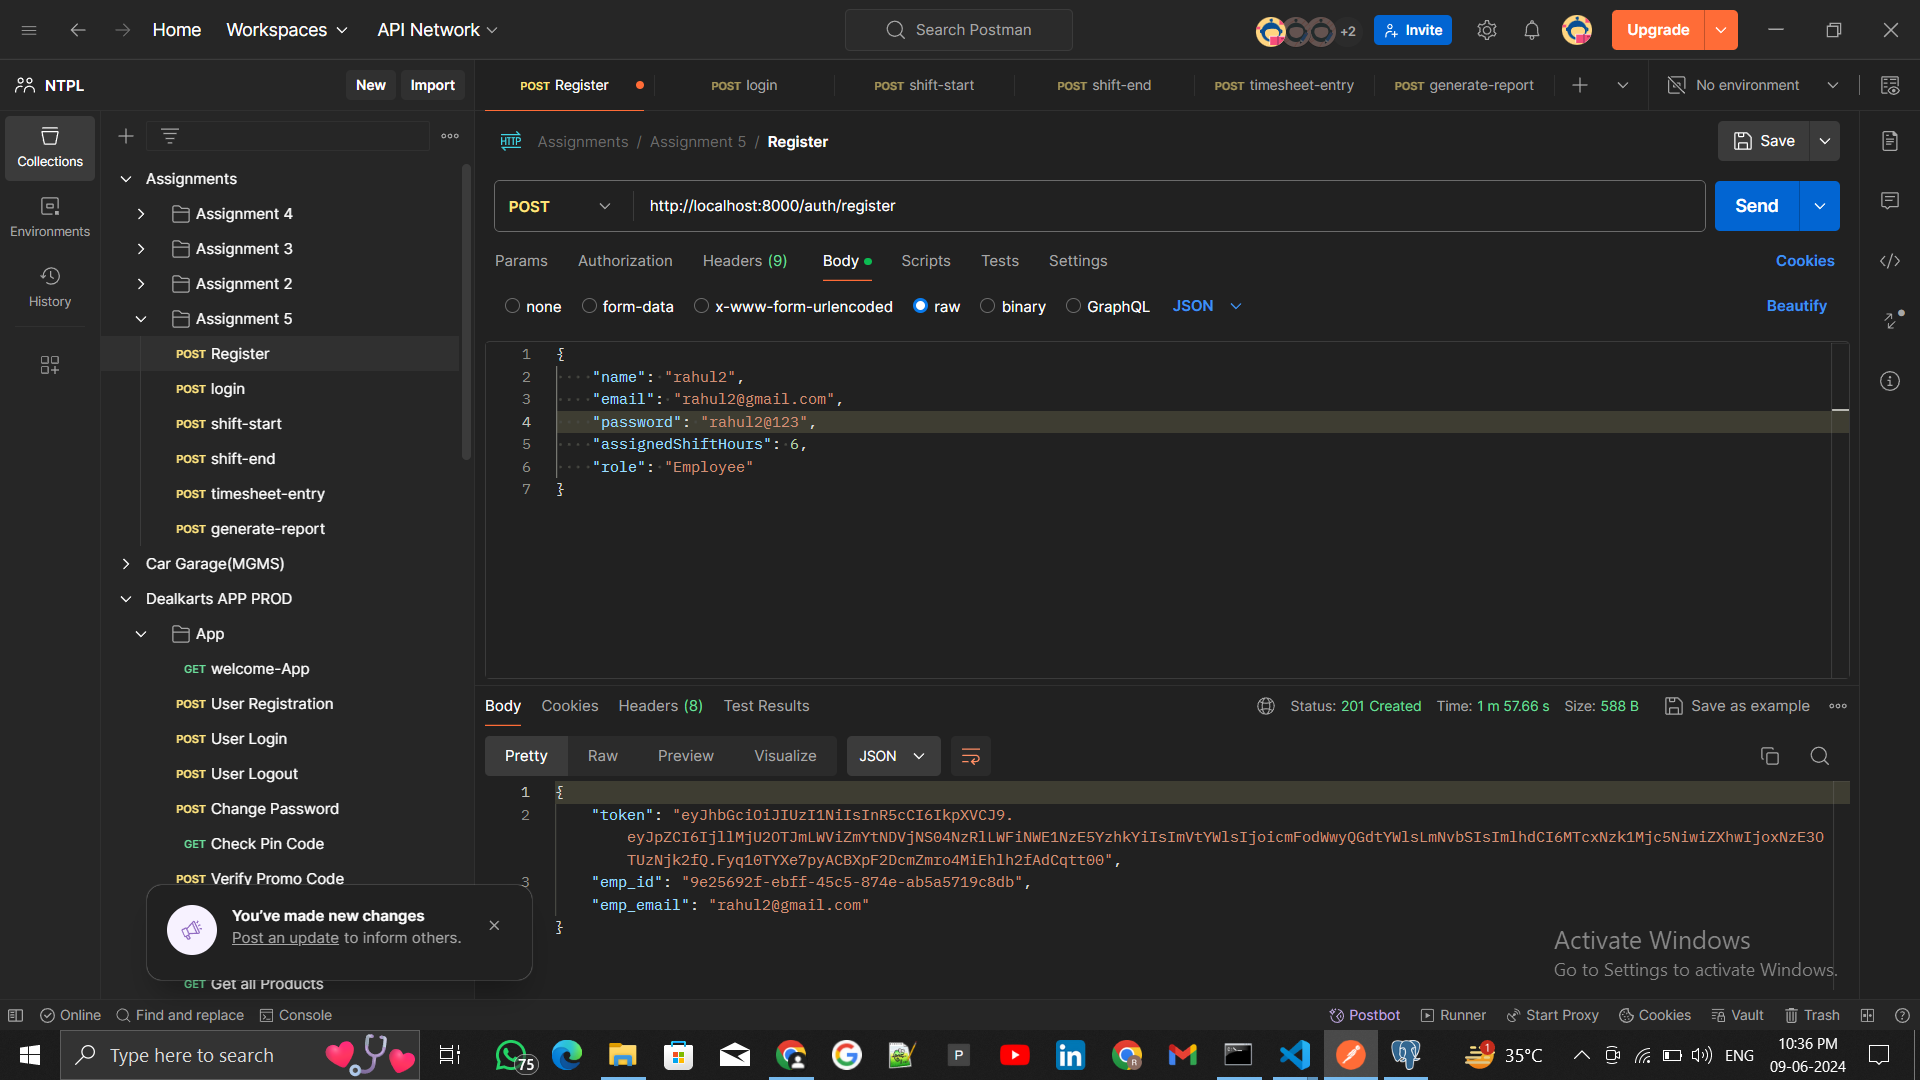 Home
Workspaces
API Network
Search Postman
+2
Invite
Upgrade
NTPL
New
Import
POST Register
POST login
POST shift-start
POST shift-end
POST timesheet-entry
POST generate-report
No environment
Collections
Environments
History
Assignments
Assignment 4
Assignment 3
Assignment 2
Assignment 5
POST Register
POST login
POST shift-start
POST shift-end
POST timesheet-entry
POST generate-report
Car Garage(MGMS)
Dealkarts APP PROD
App
GET welcome-App
POST User Registration
POST User Login
POST User Logout
POST Change Password
GET Check Pin Code
POST Verify Promo Code
You've made new changes
Post an update to inform others.
GET Get all Products
HTTP Assignments / Assignment 5 / Register
Save
POST
http://localhost:8000/auth/register
Send
Params Authorization Headers (9) Body Scripts Tests Settings
Cookies
none form-data x-www-form-urlencoded raw binary GraphQL JSON
Beautify
1 {
2 "name": "rahul2",
3 "email": "rahul2@gmail.com",
4 "password": "rahul2@123",
5 "assignedShiftHours": 6,
6 "role": "Employee"
7 }
Body Cookies Headers (8) Test Results
Status: 201 Created Time: 1 m 57.66 s Size: 588 B
Save as example
Pretty Raw Preview Visualize JSON
1 {
2 "token": "eyJhbGciOiJIUzI1NiIsInR5cCI6IkpXVCJ9.
eyJpZCI6IjllMjU2OTJmLWViZmYtNDVjNS04NzRlLWFiNWE1NzE5YzhkYiIsImVtYWlsIjoicmFodWwyQGdtYWlsLmNvbSIsImlhdCI6MTcxNzk1Mjc5NiwiZXhwIjoxNzE3O
TUzNjk2fQ.Fyq10TYXe7pyACBXpF2DcmZmro4MiEhlh2fAdCqtt00",
3 "emp_id": "9e25692f-ebff-45c5-874e-ab5a5719c8db",
"emp_email": "rahul2@gmail.com"
}
Activate Windows
Go to Settings to activate Windows.
Online
Find and replace
Console
Postbot
Runner
Start Proxy
Cookies
Vault
Trash
Type here to search
75
P
R
1
35°C
ENG
10:36 PM
09-06-2024